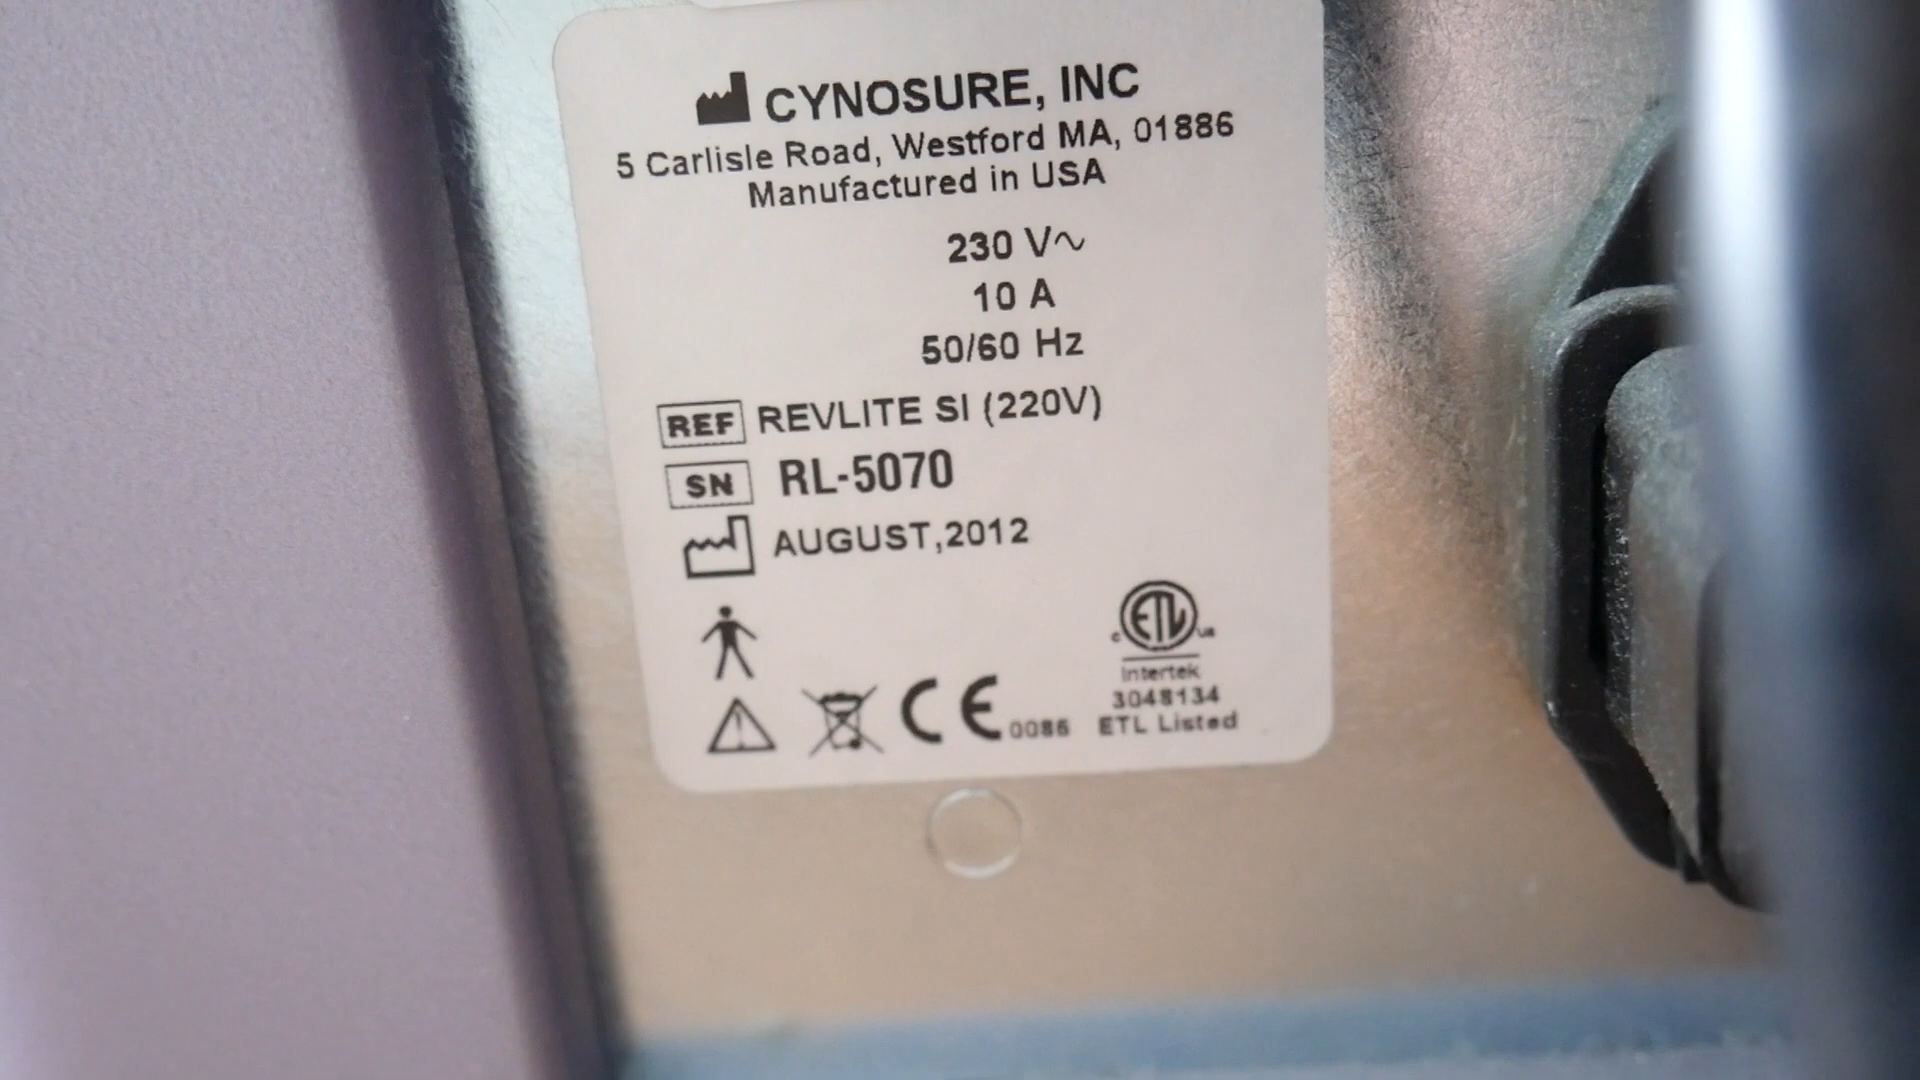 CYNOSURE, INC
5 Carlisle Road, Westford MA, 01886
Manufactured in USA
230 V~
10 A
50/60 Hz
REF REVLITE SI (220V)
SN RL-5070
AUGUST,2012
c ETL us
Intertek
3048134
ETL Listed
CE 0086